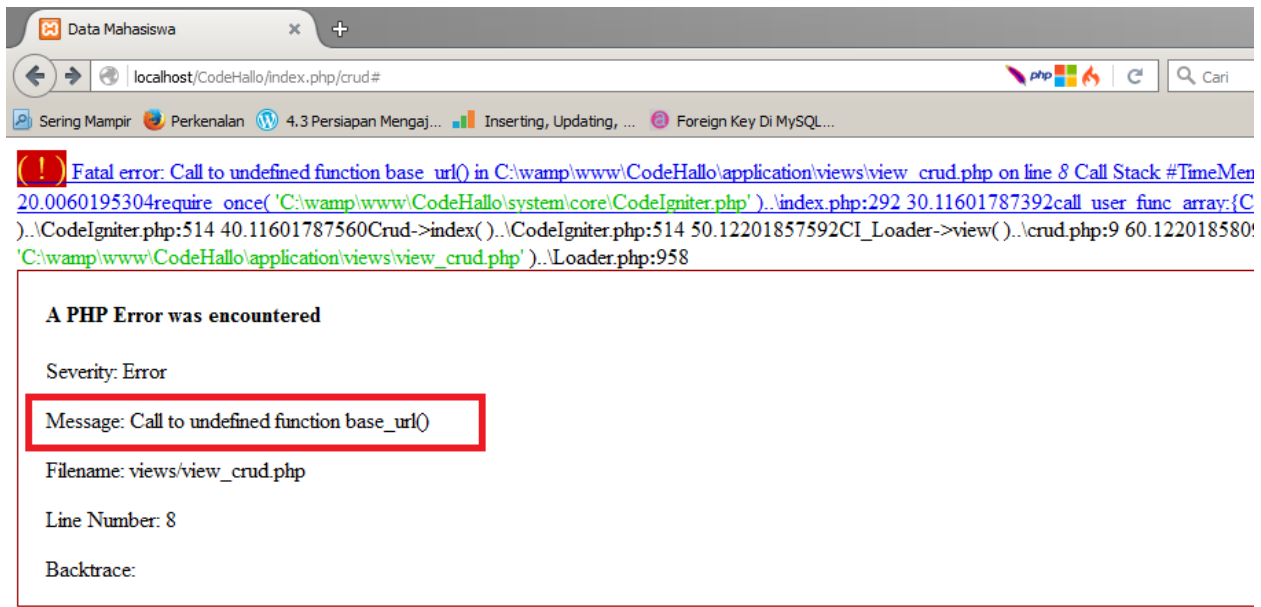 Data Mahasiswa
localhost/CodeHallo/index.php/crud#
php
Cari
Sering Mampir Perkenalan 4.3 Persiapan Mengaj... Inserting, Updating, ... Foreign Key Di MySQL...
( ! ) Fatal error: Call to undefined function base_url() in C:\wamp\www\CodeHallo\application\views\view_crud.php on line 8 Call Stack #TimeMem
20.0060195304require_once( 'C:\wamp\www\CodeHallo\system\core\CodeIgniter.php' )..\index.php:292 30.11601787392call_user_func_array:{C
)..\CodeIgniter.php:514 40.11601787560Crud->index( )..\CodeIgniter.php:514 50.12201857592CI_Loader->view( )..\crud.php:9 60.122018580
'C:\wamp\www\CodeHallo\application\views\view_crud.php' )..\Loader.php:958
A PHP Error was encountered
Severity: Error
Message: Call to undefined function base_url()
Filename: views/view_crud.php
Line Number: 8
Backtrace: